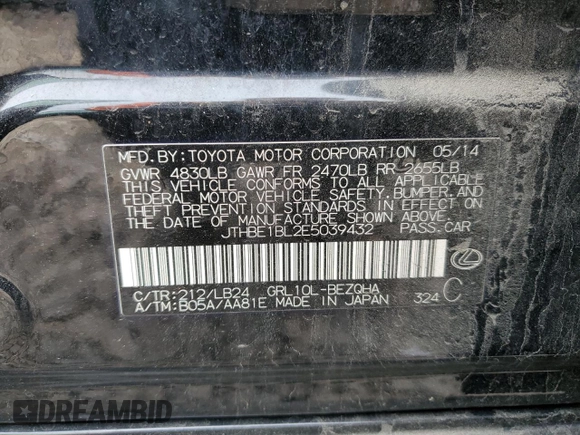 MFD.BY:TOYOTA MOTOR CORPORATION 05/14
GVWR 4830LB GAWR FR 2470LB RR 2655LB
THIS VEHICLE CONFORMS TO ALL APPLICABLE
FEDERAL MOTOR VEHICLE SAFETY, BUMPER, AND
THEFT PREVENTION STANDARDS IN EFFECT ON
THE DATE OF MANUFACTURE SHOWN ABOVE.
JTHBE1BL2E5039432 PASS.CAR
C/TR:212/LB24 GRL10L-BEZQHA
A/TM:B05A/AA81E MADE IN JAPAN 324 C
DREAMBID